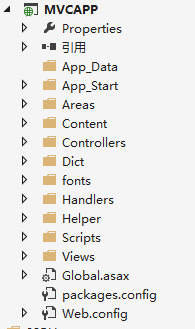 MVCAPP
Properties
引用
App_Data
App_Start
Areas
Content
Controllers
Dict
fonts
Handlers
Helper
Scripts
Views
Global.asax
packages.config
Web.config